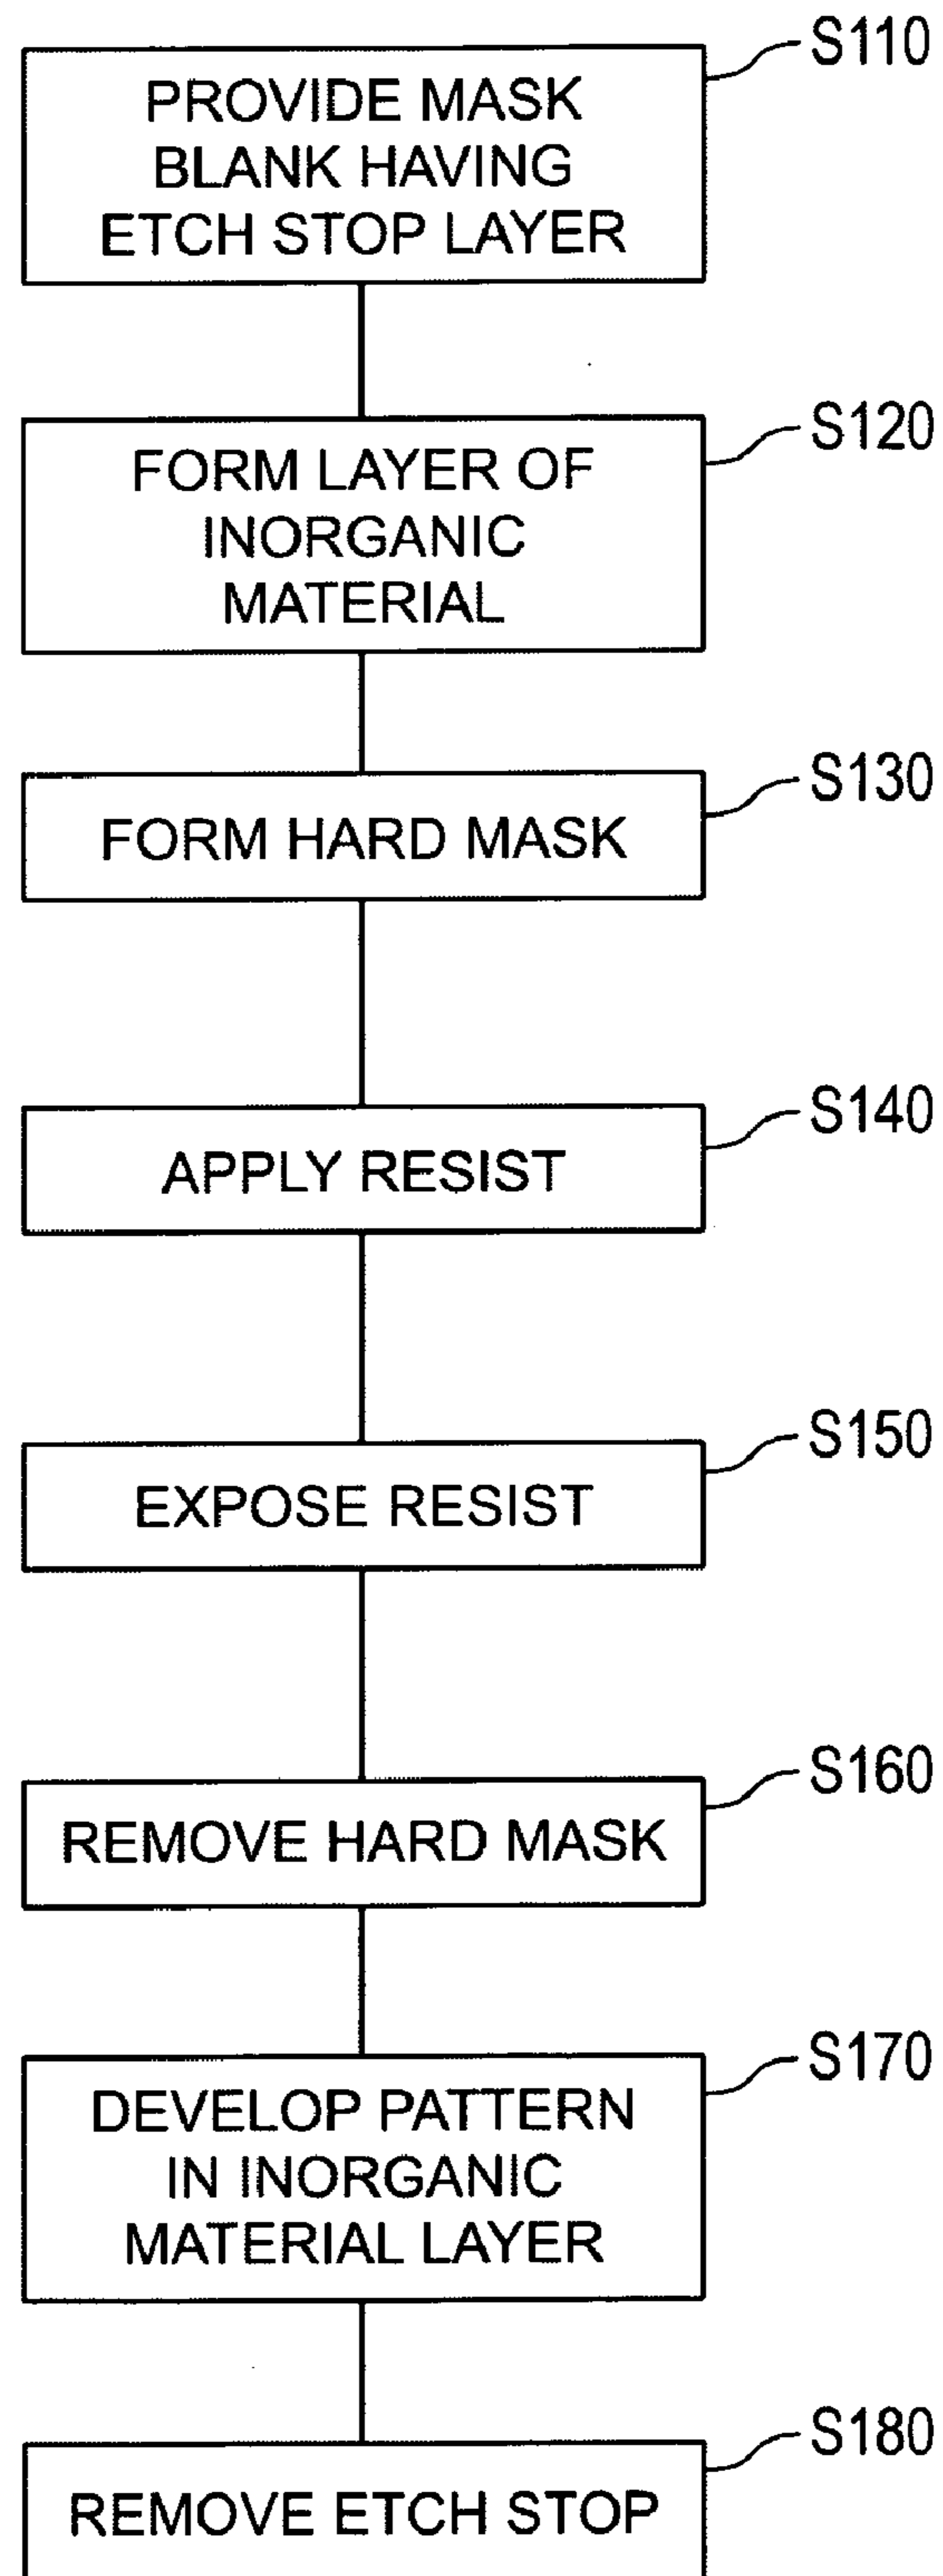 S110
PROVIDE MASK
BLANK HAVING
ETCH STOP LAYER
S120
FORM LAYER OF
INORGANIC
MATERIAL
S130
FORM HARD MASK
S140
APPLY RESIST
S150
EXPOSE RESIST
S160
REMOVE HARD MASK
S170
DEVELOP PATTERN
IN INORGANIC
MATERIAL LAYER
S180
REMOVE ETCH STOP